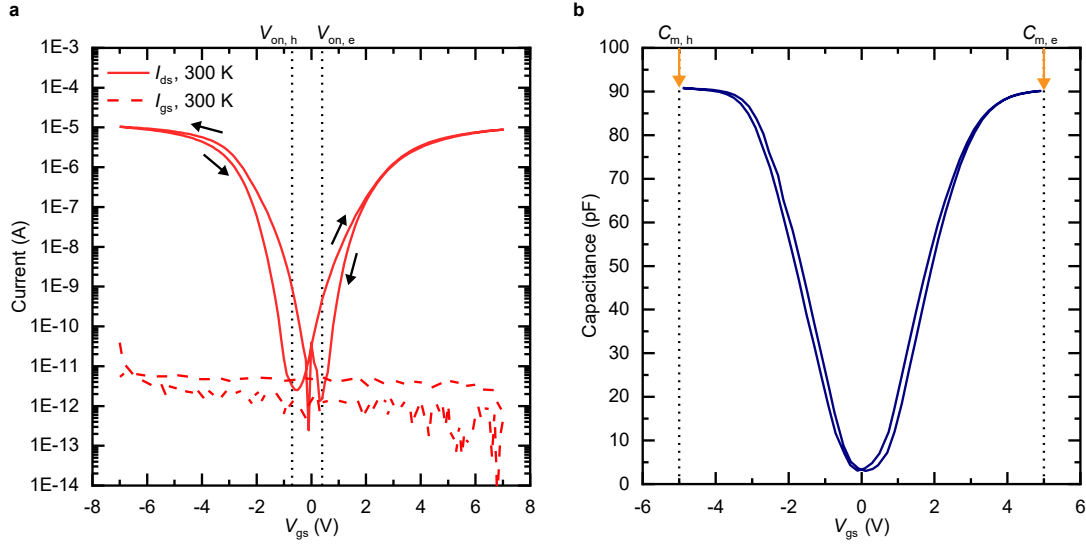 a
V_on, h V_on, e
1E-3
1E-4
1E-5
1E-6
1E-7
1E-8
1E-9
1E-10
1E-11
1E-12
1E-13
1E-14
Current (A)
I_ds, 300 K
I_gs, 300 K
-8 -6 -4 -2 0 2 4 6 8
V_gs (V)
b
C_m, h C_m, e
100
90
80
70
60
50
40
30
20
10
0
Capacitance (pF)
-6 -4 -2 0 2 4 6
V_gs (V)